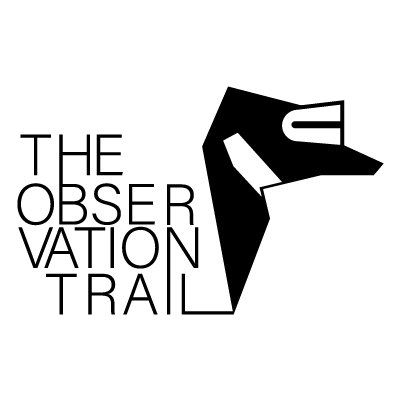 THE
OBSER
VATION
TRAIL